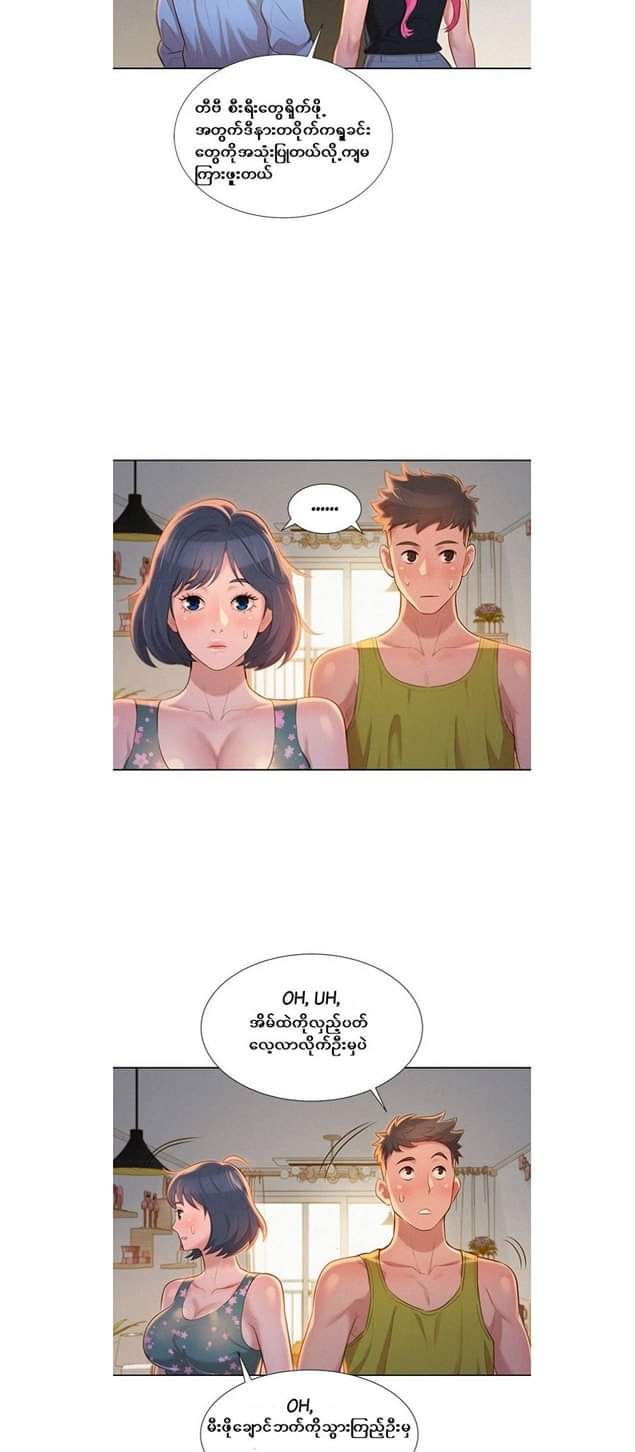 တီဗီ စီးရီးတွေရိုက်ဖို့
အတွက်ဒီနားတဝိုက်ကရှုခင်း
တွေကိုအသုံးပြုတယ်လို့ကျမ
ကြားဖူးတယ်
......
OH, UH,
အိမ်ထဲကိုလှည့်ပတ်
လေ့လာလိုက်ဦးမှပဲ
OH,
မီးဖိုချောင်ဘက်ကိုသွားကြည့်ဦးမှ